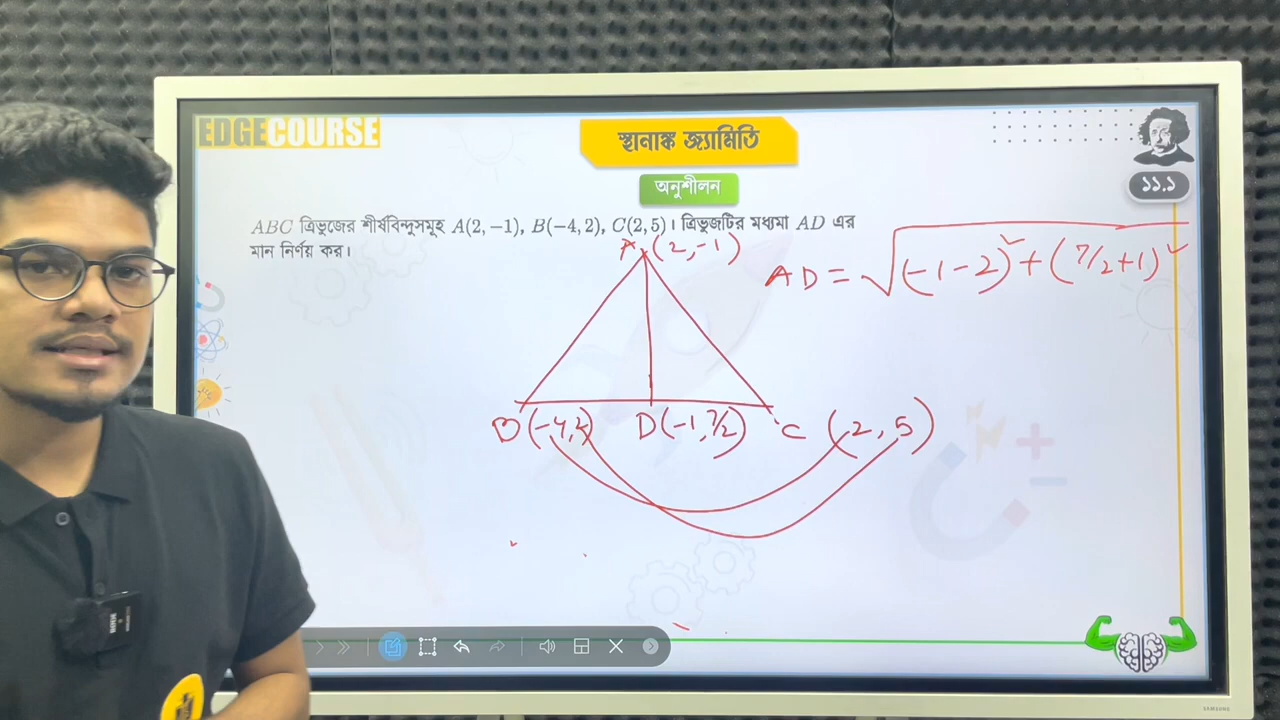 EDGECOURSE
স্থানাঙ্ক জ্যামিতি
১১.১
অনুশীলন
ABC ত্রিভুজের শীর্ষবিন্দুসমূহ A(2, −1), B(−4, 2), C(2, 5)। ত্রিভুজটির মধ্যমা AD এর
মান নির্ণয় কর।
A (2, -1)
AD = √(-1-2)² + (7/2+1)²
B(-4,2) D(-1,7/2) C (2,5)
SAMSUNG